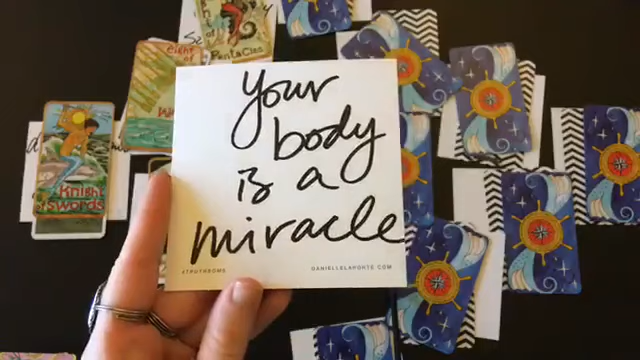 eight of
Pentacles
Knight
of swords
your
body
is a
miracle
#TRUTHBOMB
DANIELLELAPORTE.COM